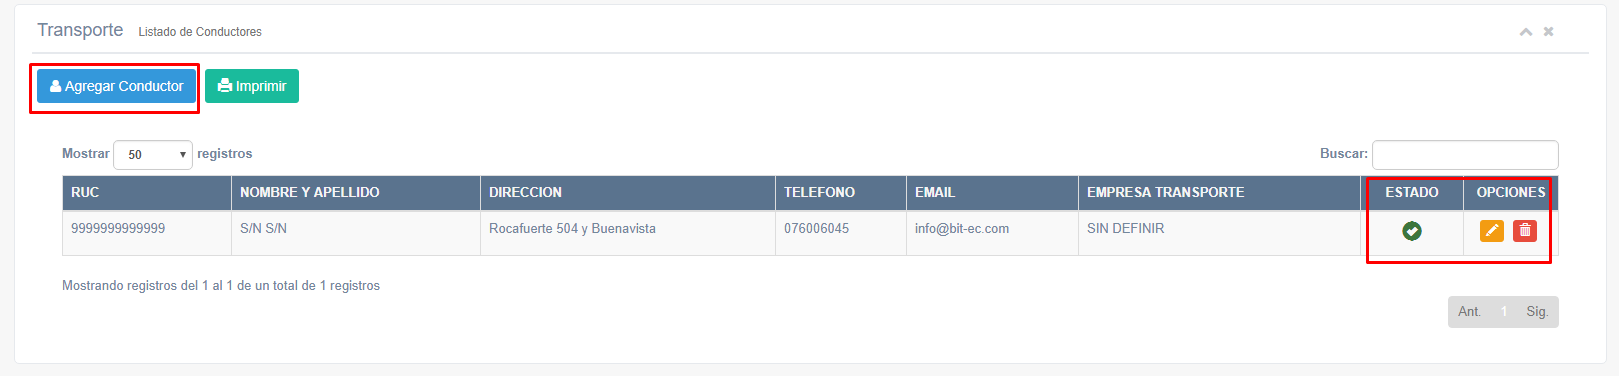 Transporte Listado de Conductores
Agregar Conductor Imprimir
Mostrar 50 registros Buscar:
RUC NOMBRE Y APELLIDO DIRECCION TELEFONO EMAIL EMPRESA TRANSPORTE ESTADO OPCIONES
9999999999999 S/N S/N Rocafuerte 504 y Buenavista 076006045 info@bit-ec.com SIN DEFINIR
Mostrando registros del 1 al 1 de un total de 1 registros
Ant. 1 Sig.